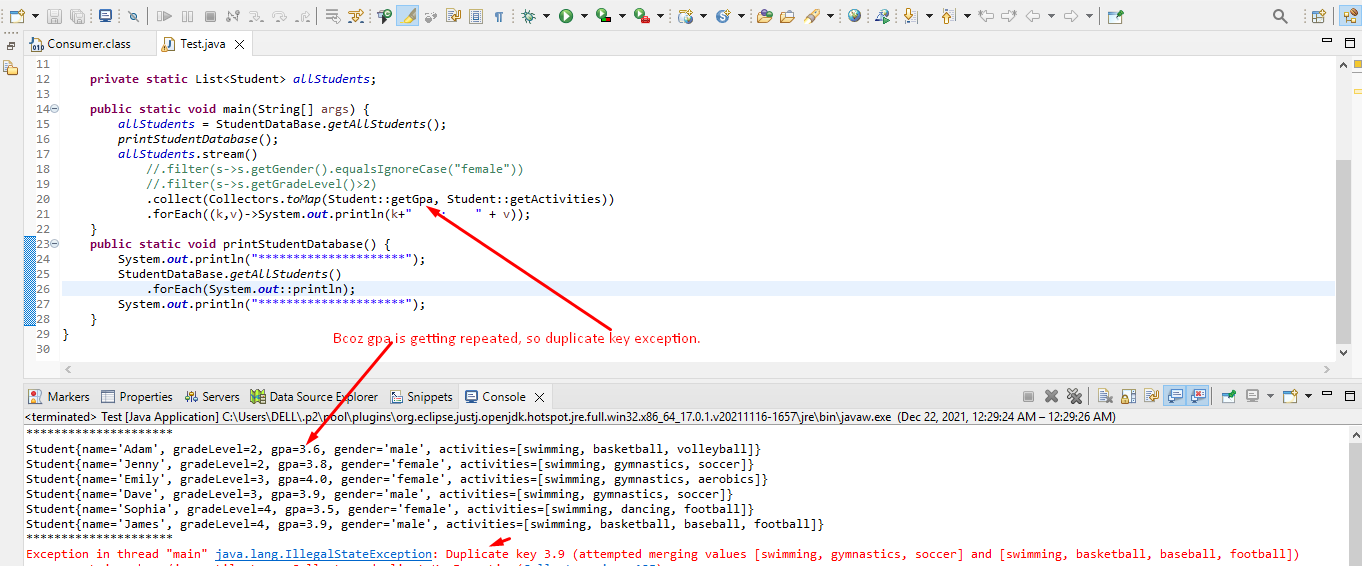 Consumer.class
Test.java
11
12 private static List<Student> allStudents;
13
14 public static void main(String[] args) {
15 allStudents = StudentDataBase.getAllStudents();
16 printStudentDatabase();
17 allStudents.stream()
18 //.filter(s->s.getGender().equalsIgnoreCase("female"))
19 //.filter(s->s.getGradeLevel()>2)
20 .collect(Collectors.toMap(Student::getGpa, Student::getActivities))
21 .forEach((k,v)->System.out.println(k+" : " + v));
22 }
23 public static void printStudentDatabase() {
24 System.out.println("*********************");
25 StudentDataBase.getAllStudents()
26 .forEach(System.out::println);
27 System.out.println("*********************");
28 }
29 }
30
Bcoz gpa is getting repeated, so duplicate key exception.
Markers Properties Servers Data Source Explorer Snippets Console
<terminated> Test [Java Application] C:\Users\DELL\.p2\pool\plugins\org.eclipse.justj.openjdk.hotspot.jre.full.win32.x86_64_17.0.1.v20211116-1657\jre\bin\javaw.exe (Dec 22, 2021, 12:29:24 AM – 12:29:26 AM)
*********************
Student{name='Adam', gradeLevel=2, gpa=3.6, gender='male', activities=[swimming, basketball, volleyball]}
Student{name='Jenny', gradeLevel=2, gpa=3.8, gender='female', activities=[swimming, gymnastics, soccer]}
Student{name='Emily', gradeLevel=3, gpa=4.0, gender='female', activities=[swimming, gymnastics, aerobics]}
Student{name='Dave', gradeLevel=3, gpa=3.9, gender='male', activities=[swimming, gymnastics, soccer]}
Student{name='Sophia', gradeLevel=4, gpa=3.5, gender='female', activities=[swimming, dancing, football]}
Student{name='James', gradeLevel=4, gpa=3.9, gender='male', activities=[swimming, basketball, baseball, football]}
*********************
Exception in thread "main" java.lang.IllegalStateException: Duplicate key 3.9 (attempted merging values [swimming, gymnastics, soccer] and [swimming, basketball, baseball, football])